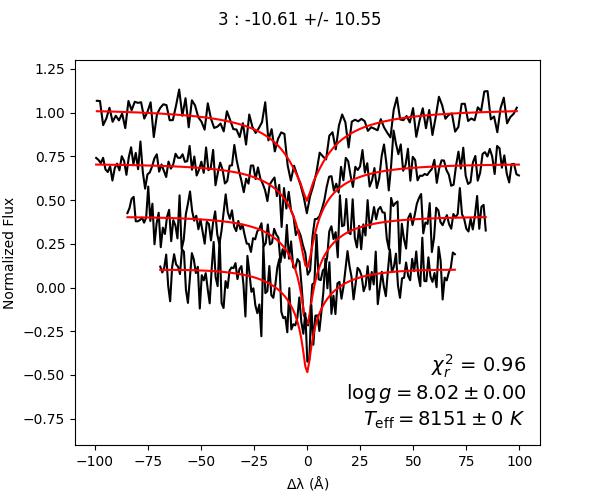 3 : -10.61 +/- 10.55
1.25
1.00
0.75
0.50
0.25
0.00
−0.25
−0.50
−0.75
Normalized Flux
χ²ᵣ = 0.96
log g = 8.02 ± 0.00
T_eff = 8151 ± 0 K
−100 −75 −50 −25 0 25 50 75 100
Δλ (Å)